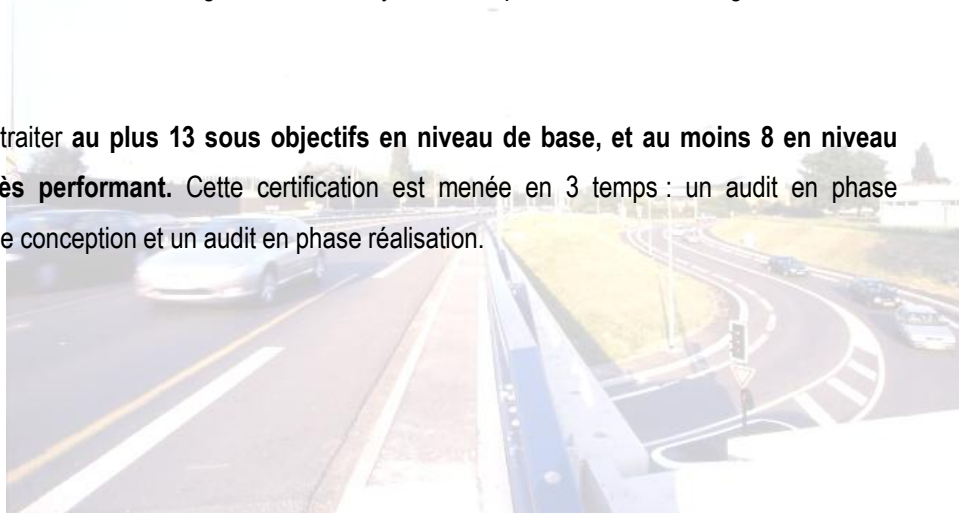 traiter au plus 13 sous objectifs en niveau de base, et au moins 8 en niveau
ès performant. Cette certification est menée en 3 temps : un audit en phase
e conception et un audit en phase réalisation.